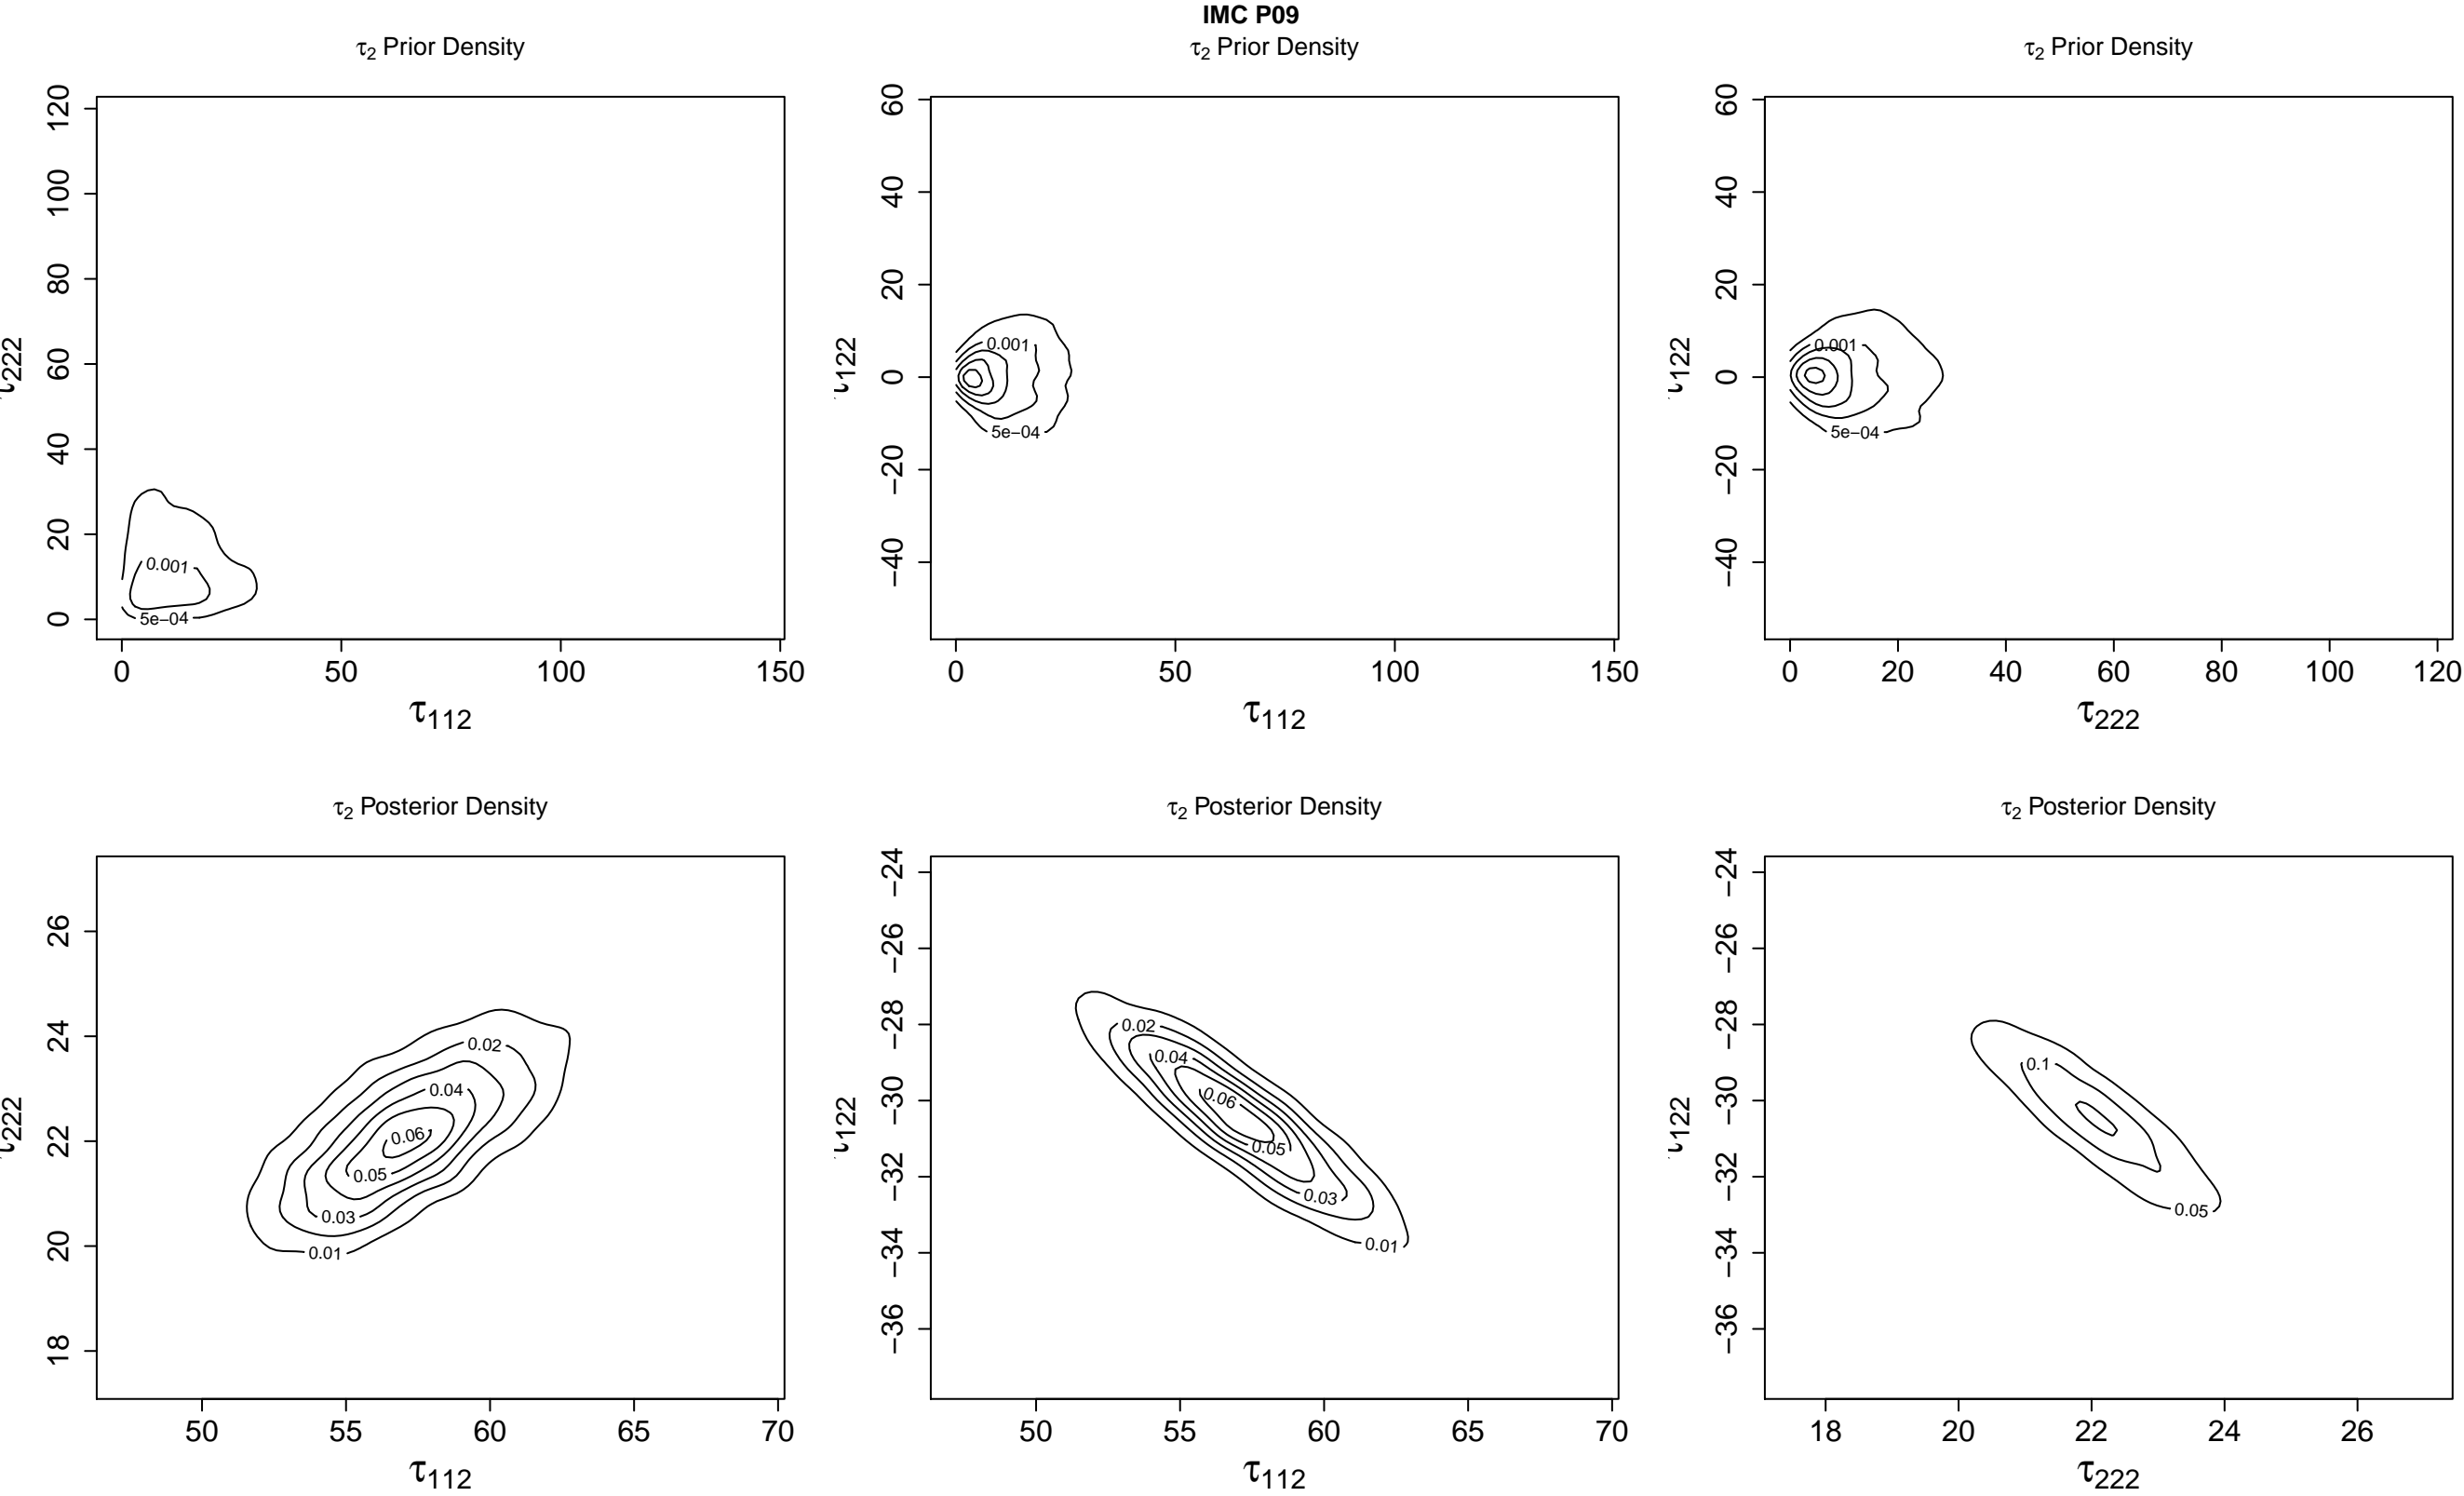 IMC P09
τ2 Prior Density
τ2 Prior Density
τ2 Prior Density
120
100
80
60
40
20
0
τ222
0.001
5e−04
0 50 100 150
τ112
60
40
20
0
−20
−40
τ122
0.001
5e−04
0 50 100 150
τ112
60
40
20
0
−20
−40
τ122
0.001
5e−04
0 20 40 60 80 100 120
τ222
τ2 Posterior Density
τ2 Posterior Density
τ2 Posterior Density
26
24
22
20
18
τ222
0.02
0.04
0.06
0.05
0.03
0.01
50 55 60 65 70
τ112
−24
−26
−28
−30
−32
−34
−36
τ122
0.02
0.04
0.06
0.05
0.03
0.01
50 55 60 65 70
τ112
−24
−26
−28
−30
−32
−34
−36
τ122
0.1
0.05
18 20 22 24 26
τ222